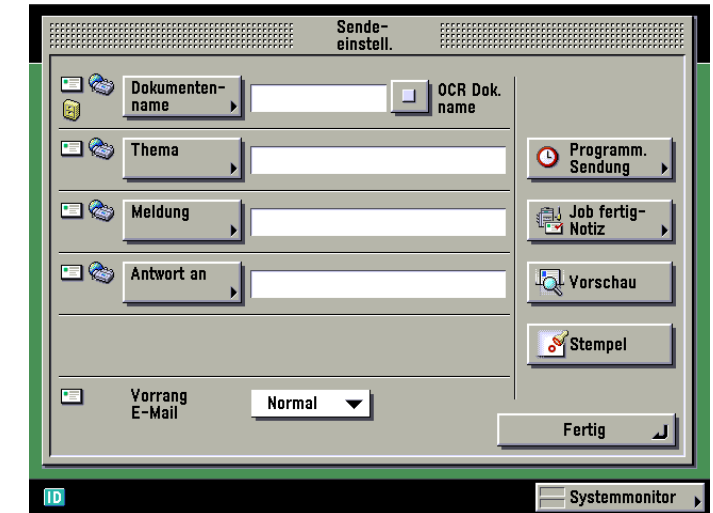 Sende-
einstell.
Dokumenten-
name
OCR Dok.
name
Thema
Programm.
Sendung
Meldung
Job fertig-
Notiz
Antwort an
Vorschau
Stempel
Vorrang
E-Mail
Normal
Fertig
ID
Systemmonitor